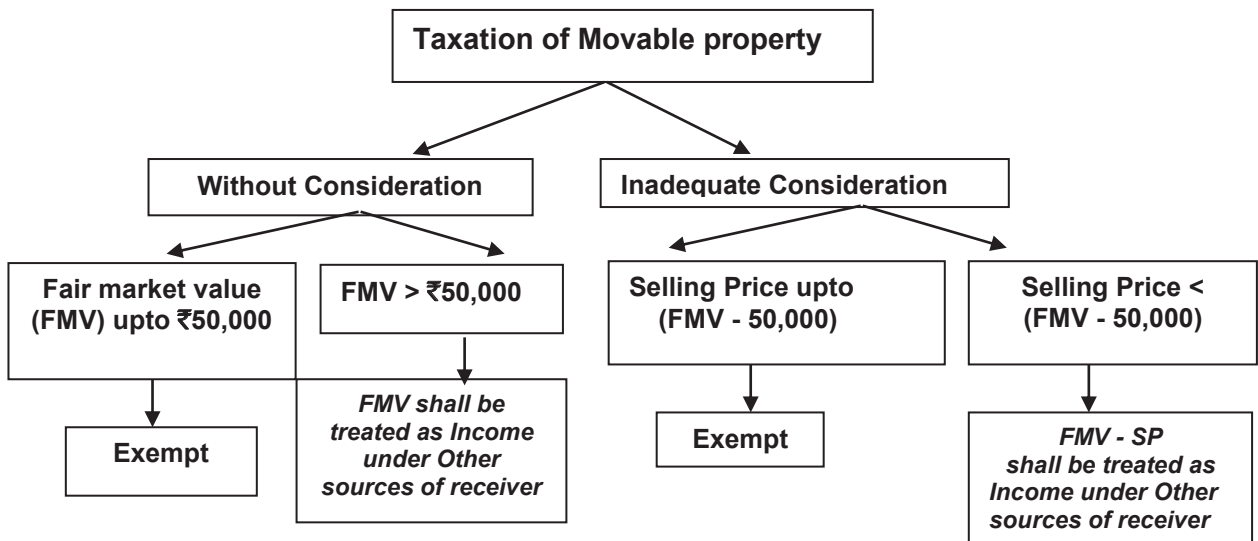 Taxation of Movable property
Without Consideration
Inadequate Consideration
Fair market value
(FMV) upto ₹50,000
FMV > ₹50,000
Selling Price upto
(FMV - 50,000)
Selling Price <
(FMV - 50,000)
Exempt
FMV shall be
treated as Income
under Other
sources of receiver
Exempt
FMV - SP
shall be treated as
Income under Other
sources of receiver